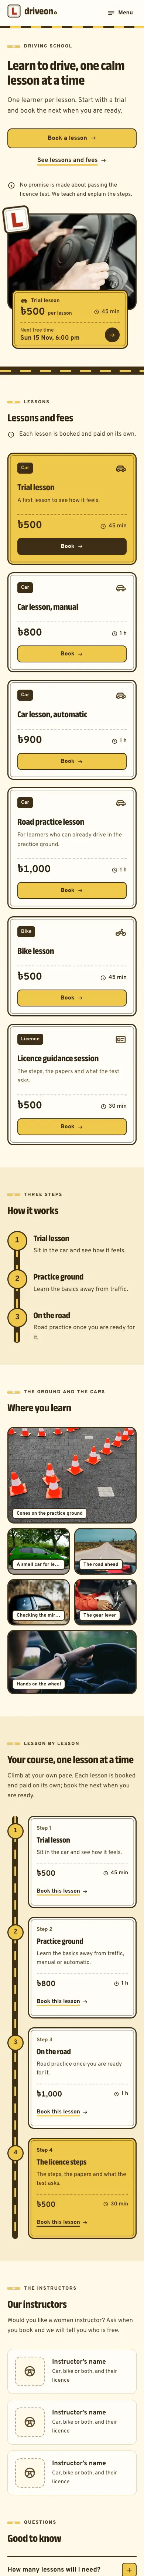 L driveon
Menu
DRIVING SCHOOL
Learn to drive, one calm
lesson at a time
One learner per lesson. Start with a trial
and book the next when you are ready.
Book a lesson →
See lessons and fees →
No promise is made about passing the
licence test. We teach and explain the steps.
L
Trial lesson
৳500 per lesson
45 min
Next free time
Sun 15 Nov, 6:00 pm
→
LESSONS
Lessons and fees
Each lesson is booked and paid on its own.
Car
Trial lesson
A first lesson to see how it feels.
৳500
45 min
Book →
Car
Car lesson, manual
৳800
1 h
Book →
Car
Car lesson, automatic
৳900
1 h
Book →
Car
Road practice lesson
For learners who can already drive in the
practice ground.
৳1,000
1 h
Book →
Bike
Bike lesson
৳500
45 min
Book →
Licence
Licence guidance session
The steps, the papers and what the test
asks.
৳500
30 min
Book →
THREE STEPS
How it works
1
Trial lesson
Sit in the car and see how it feels.
2
Practice ground
Learn the basics away from traffic.
3
On the road
Road practice once you are ready for
it.
THE GROUND AND THE CARS
Where you learn
Cones on the practice ground
A small car for le…
The road ahead
Checking the mir…
The gear lever
Hands on the wheel
LESSON BY LESSON
Your course, one lesson at a time
Climb at your own pace. Each lesson is booked
and paid on its own; book the next when you
are ready.
1
Step 1
Trial lesson
Sit in the car and see how it feels.
৳500
45 min
Book this lesson →
2
Step 2
Practice ground
Learn the basics away from traffic,
manual or automatic.
৳800
1 h
Book this lesson →
3
Step 3
On the road
Road practice once you are ready
for it.
৳1,000
1 h
Book this lesson →
4
Step 4
The licence steps
The steps, the papers and what the
test asks.
৳500
30 min
Book this lesson →
THE INSTRUCTORS
Our instructors
Would you like a woman instructor? Ask when
you book and we will tell you who is free.
Instructor's name
Car, bike or both, and their
licence
Instructor's name
Car, bike or both, and their
licence
Instructor's name
Car, bike or both, and their
licence
QUESTIONS
Good to know
How many lessons will I need?
+